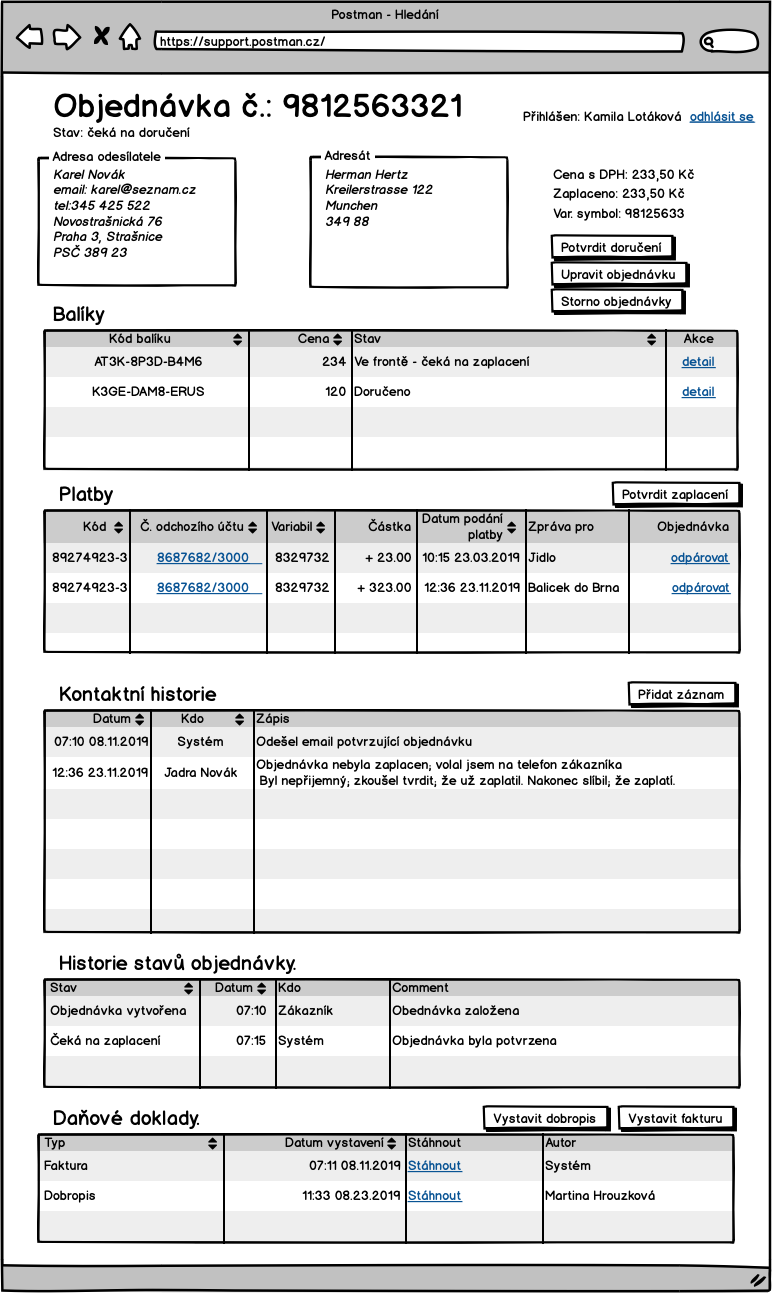 Postman - Hledání
https://support.postman.cz/
Objednávka č.: 9812563321
Přihlášen: Kamila Lotáková odhlásit se
Stav: čeká na doručení
Adresa odesílatele
Karel Novák
email: karel@seznam.cz
tel:345 425 522
Novostrašnická 76
Praha 3, Strašnice
PSČ 389 23
Adresát
Herman Hertz
Kreilerstrasse 122
Munchen
349 88
Cena s DPH: 233,50 Kč
Zaplaceno: 233,50 Kč
Var. symbol: 98125633
Potvrdit doručení
Upravit objednávku
Storno objednávky
Balíky
Kód balíku Cena Stav Akce
AT3K-8P3D-B4M6 234 Ve frontě - čeká na zaplacení detail
K3GE-DAM8-ERUS 120 Doručeno detail
Platby
Potvrdit zaplacení
Kód Č. odchozího účtu Variabil Částka Datum podání platby Zpráva pro Objednávka
89274923-3 8687682/3000 8329732 + 23.00 10:15 23.03.2019 Jidlo odpárovat
89274923-3 8687682/3000 8329732 + 323.00 12:36 23.11.2019 Balicek do Brna odpárovat
Kontaktní historie
Přidat záznam
Datum Kdo Zápis
07:10 08.11.2019 Systém Odešel email potvrzující objednávku
12:36 23.11.2019 Jadra Novák Objednávka nebyla zaplacen; volal jsem na telefon zákazníka
Byl nepřijemný; zkoušel tvrdit; že už zaplatil. Nakonec slíbil; že zaplatí.
Historie stavů objednávky.
Stav Datum Kdo Comment
Objednávka vytvořena 07:10 Zákazník Obednávka založena
Čeká na zaplacení 07:15 Systém Objednávka byla potvrzena
Daňové doklady.
Vystavit dobropis
Vystavit fakturu
Typ Datum vystavení Stáhnout Autor
Faktura 07:11 08.11.2019 Stáhnout Systém
Dobropis 11:33 08.23.2019 Stáhnout Martina Hrouzková